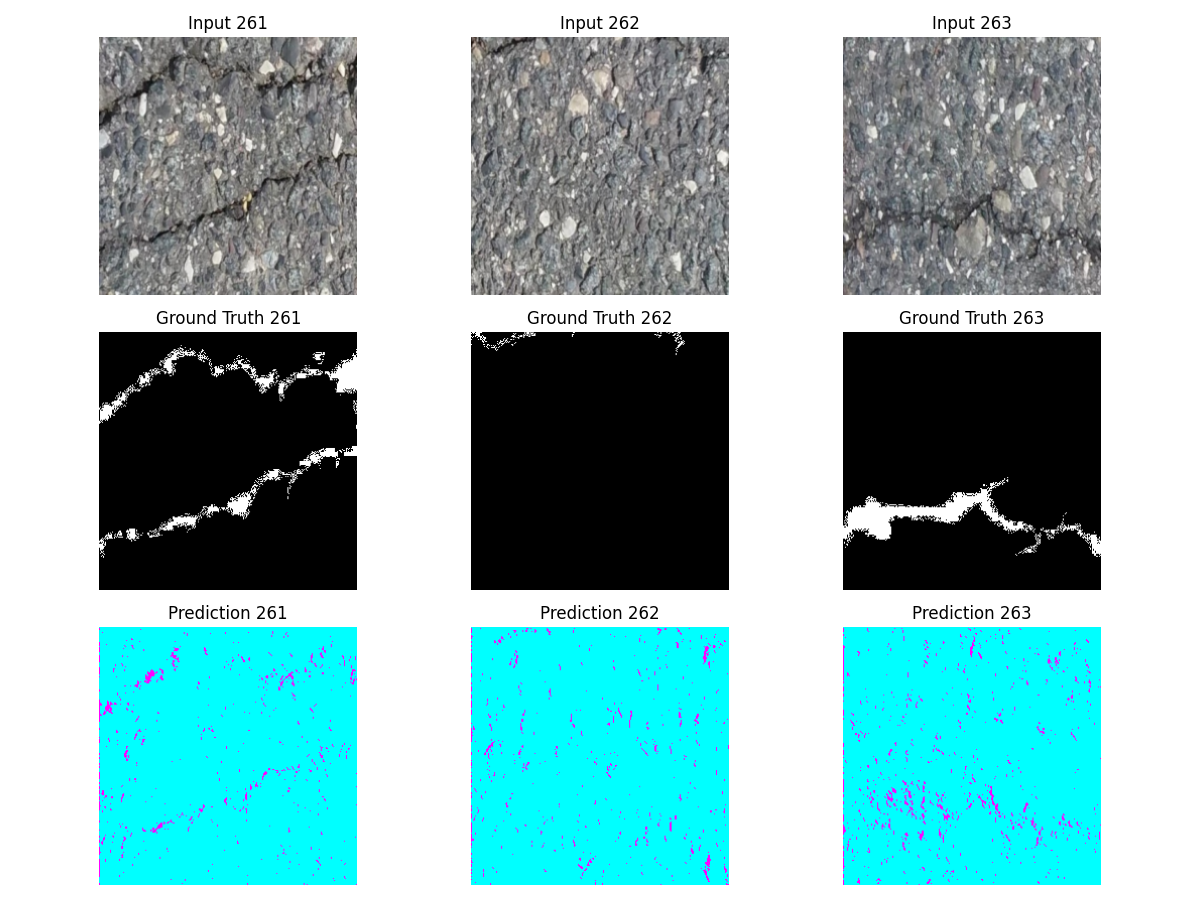 Input 261
Input 262
Input 263
Ground Truth 261
Ground Truth 262
Ground Truth 263
Prediction 261
Prediction 262
Prediction 263